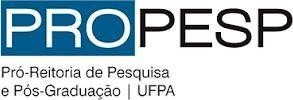 PROPESP
Pró-Reitoria de Pesquisa
e Pós-Graduação | UFPA